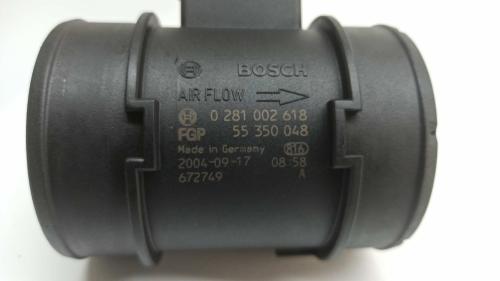 BOSCH
AIR FLOW
0 281 002 618
FGP 55 350 048
Made in Germany 816
2004-09-17 08:58
672749 A